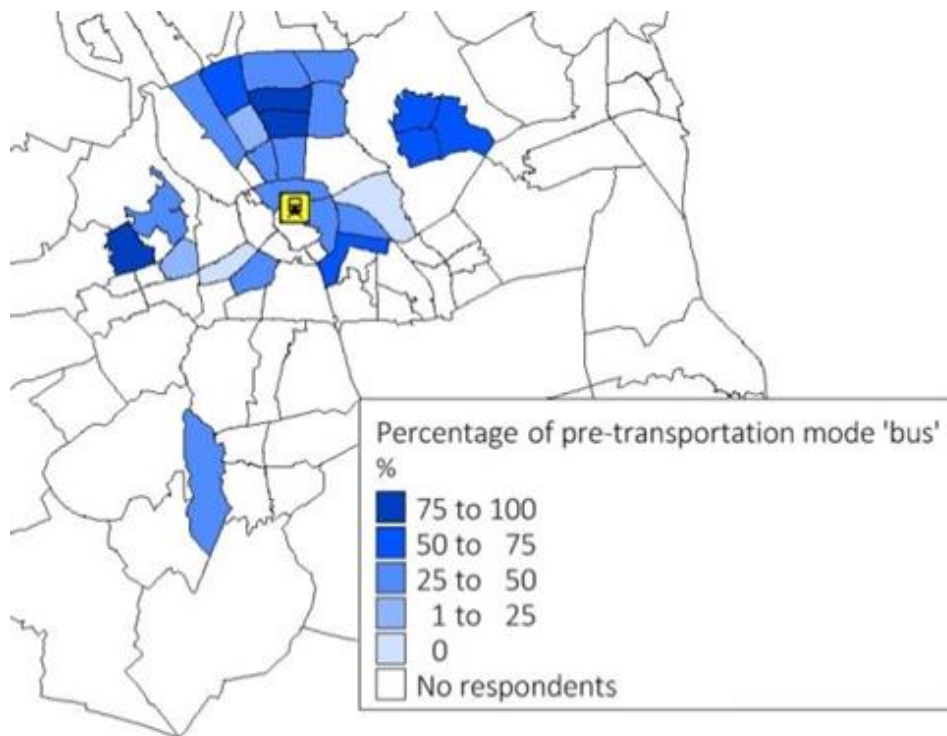 Percentage of pre-transportation mode 'bus'
%
75 to 100
50 to 75
25 to 50
1 to 25
0
No respondents